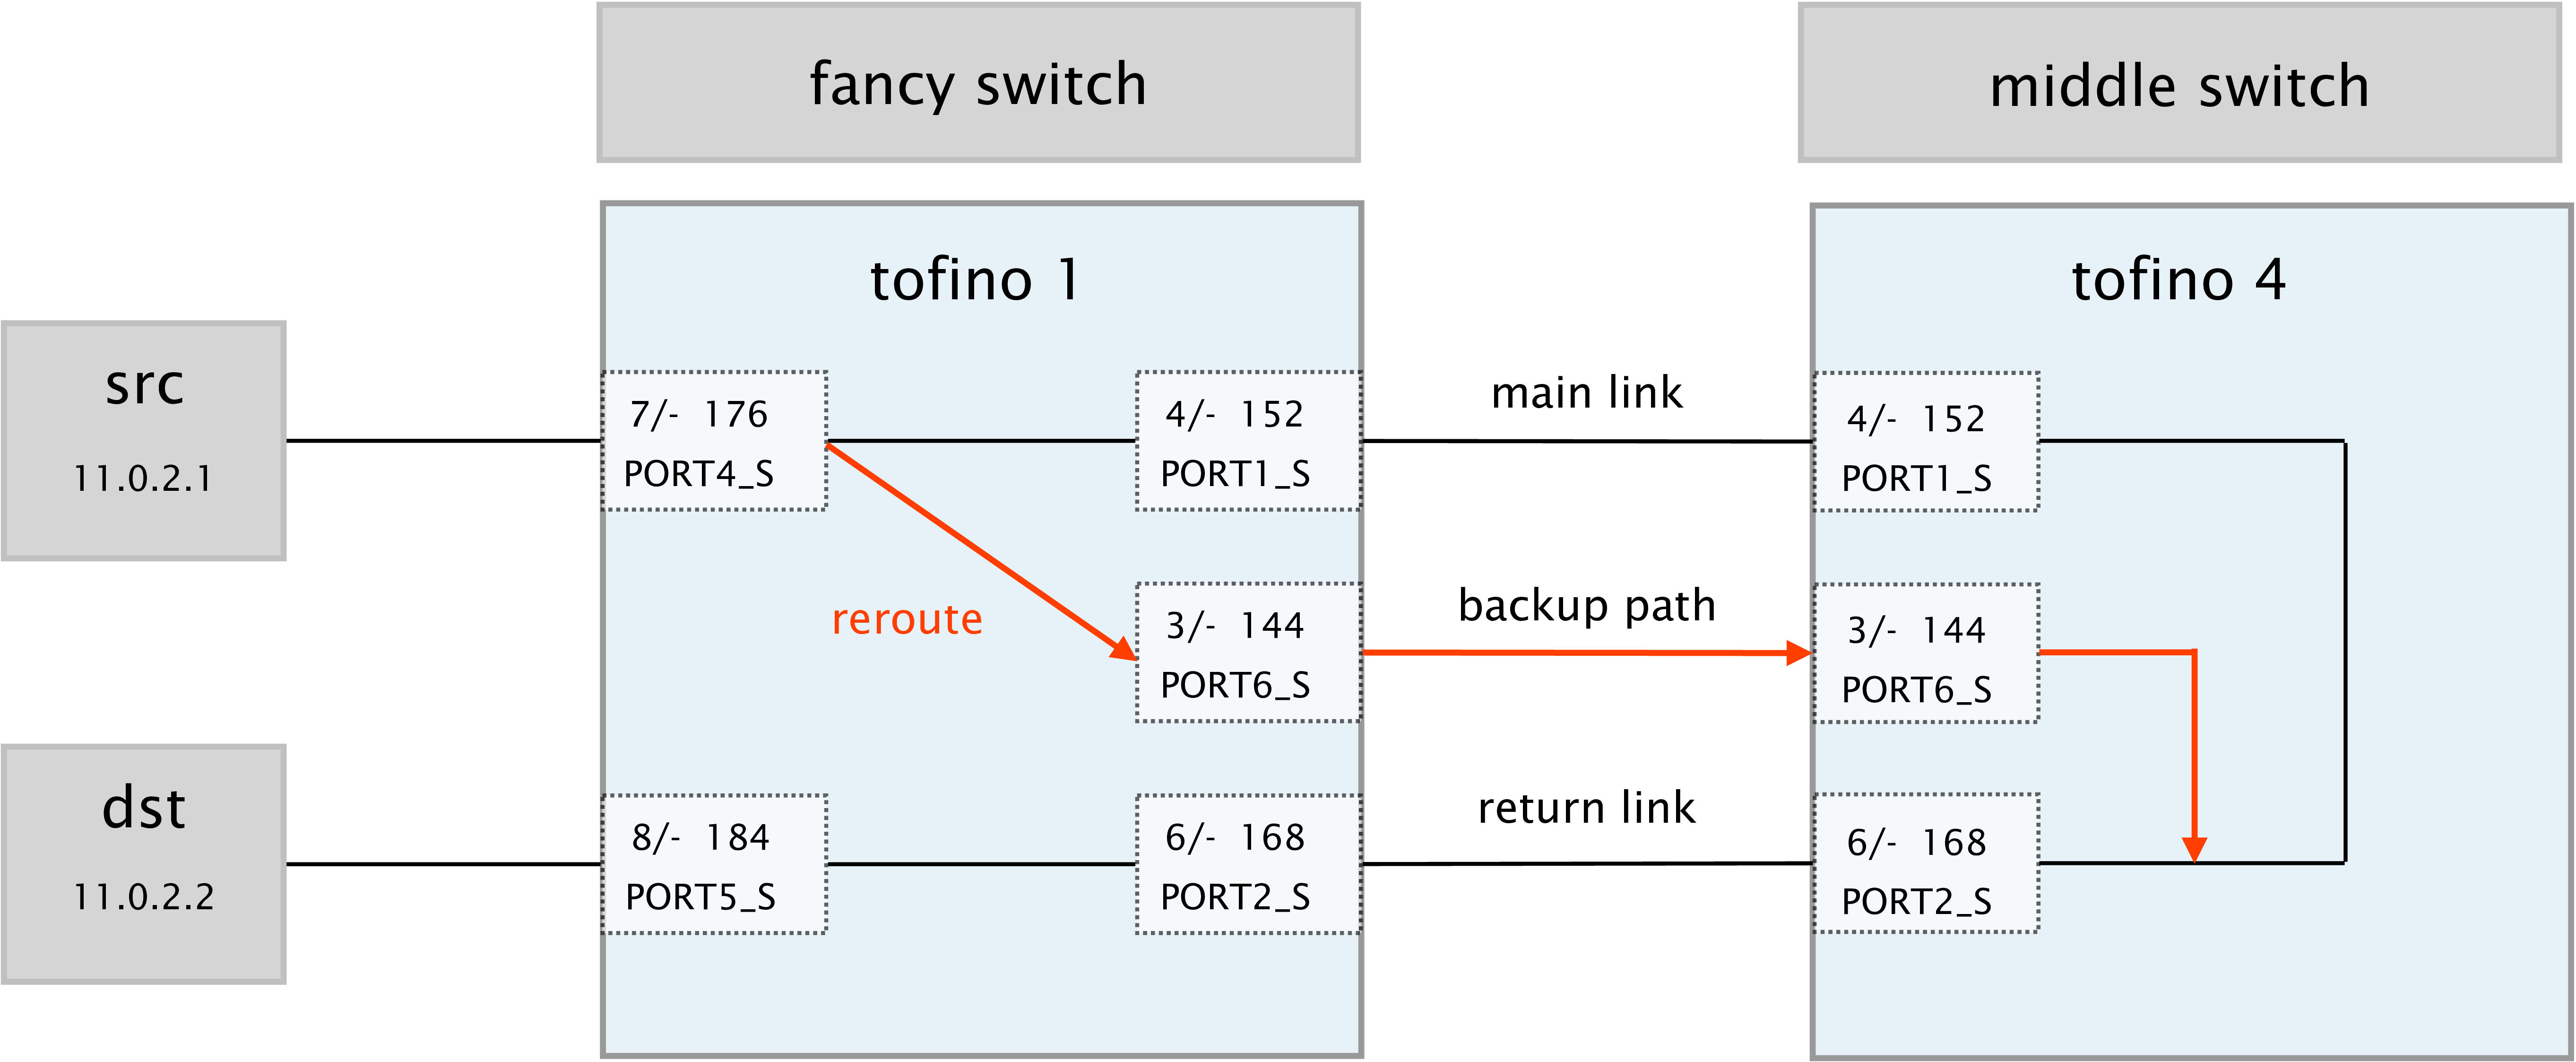 fancy switch
middle switch
tofino 1
tofino 4
src
11.0.2.1
7/- 176
PORT4_S
4/- 152
PORT1_S
main link
4/- 152
PORT1_S
reroute
3/- 144
PORT6_S
backup path
3/- 144
PORT6_S
dst
11.0.2.2
8/- 184
PORT5_S
6/- 168
PORT2_S
return link
6/- 168
PORT2_S